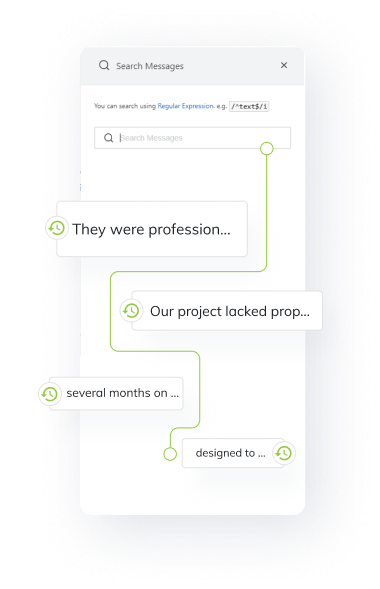 Search Messages
You can search using Regular Expression. e.g. /^text$/i
Search Messages
They were profession...
Our project lacked prop...
several months on ...
designed to ...